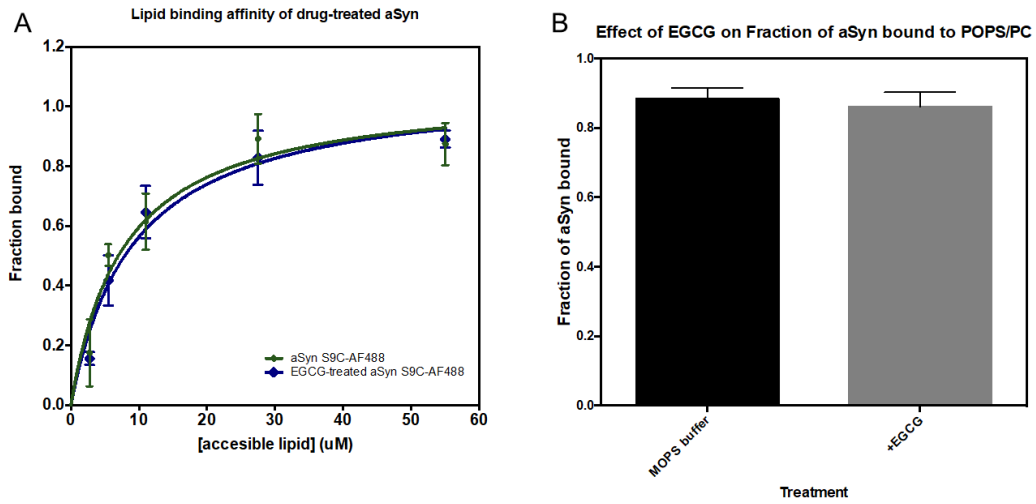 A
Lipid binding affinity of drug-treated aSyn
Fraction bound
1.2
1.0
0.8
0.6
0.4
0.2
0.0
aSyn S9C-AF488
EGCG-treated aSyn S9C-AF488
0 10 20 30 40 50 60
[accesible lipid] (uM)
B
Effect of EGCG on Fraction of aSyn bound to POPS/PC
Fraction of aSyn bound
1.0
0.8
0.6
0.4
0.2
0.0
MOPS buffer
+EGCG
Treatment